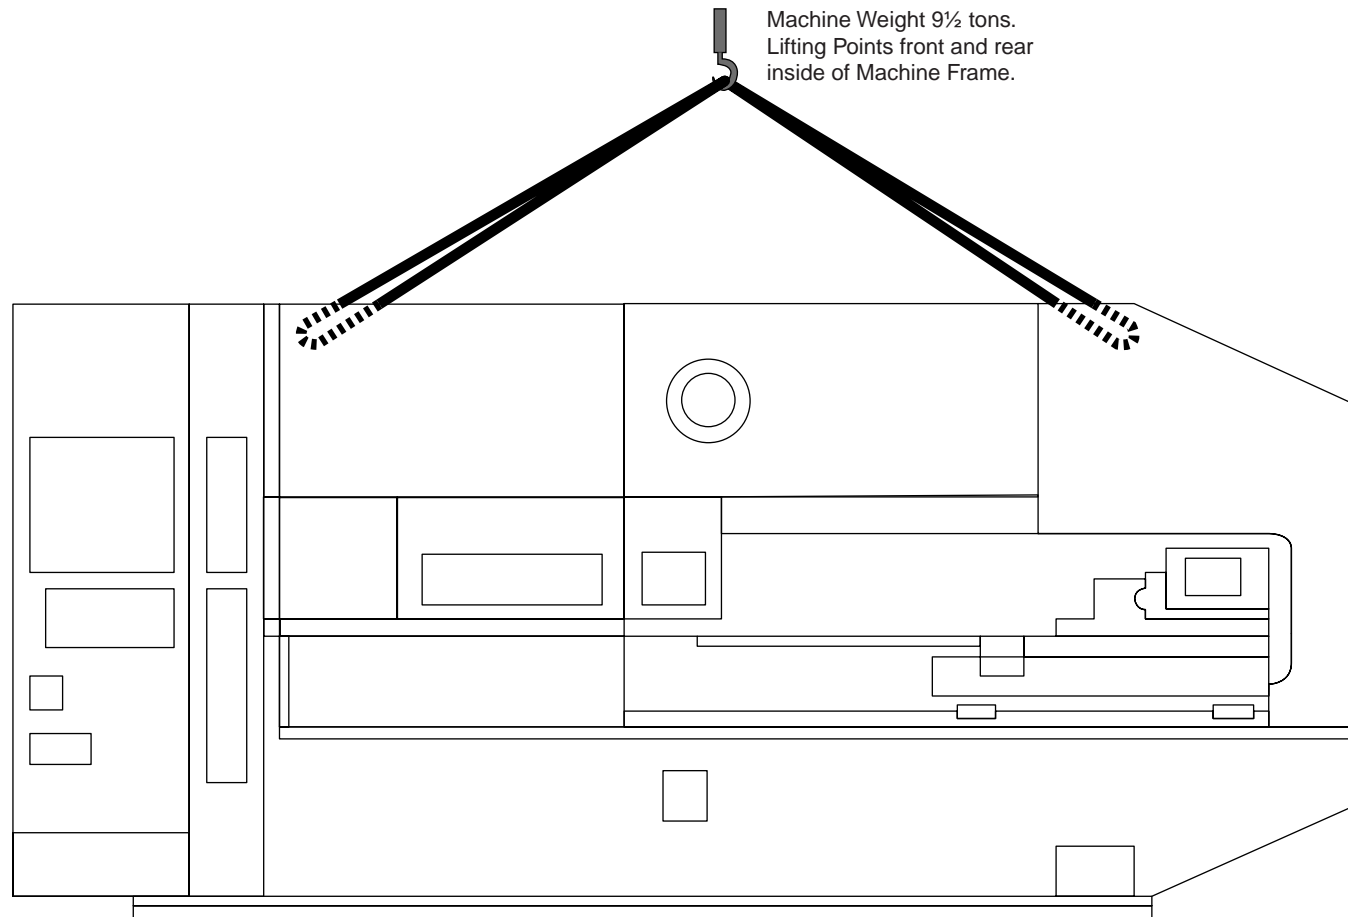 Machine Weight 9½ tons.
Lifting Points front and rear
inside of Machine Frame.